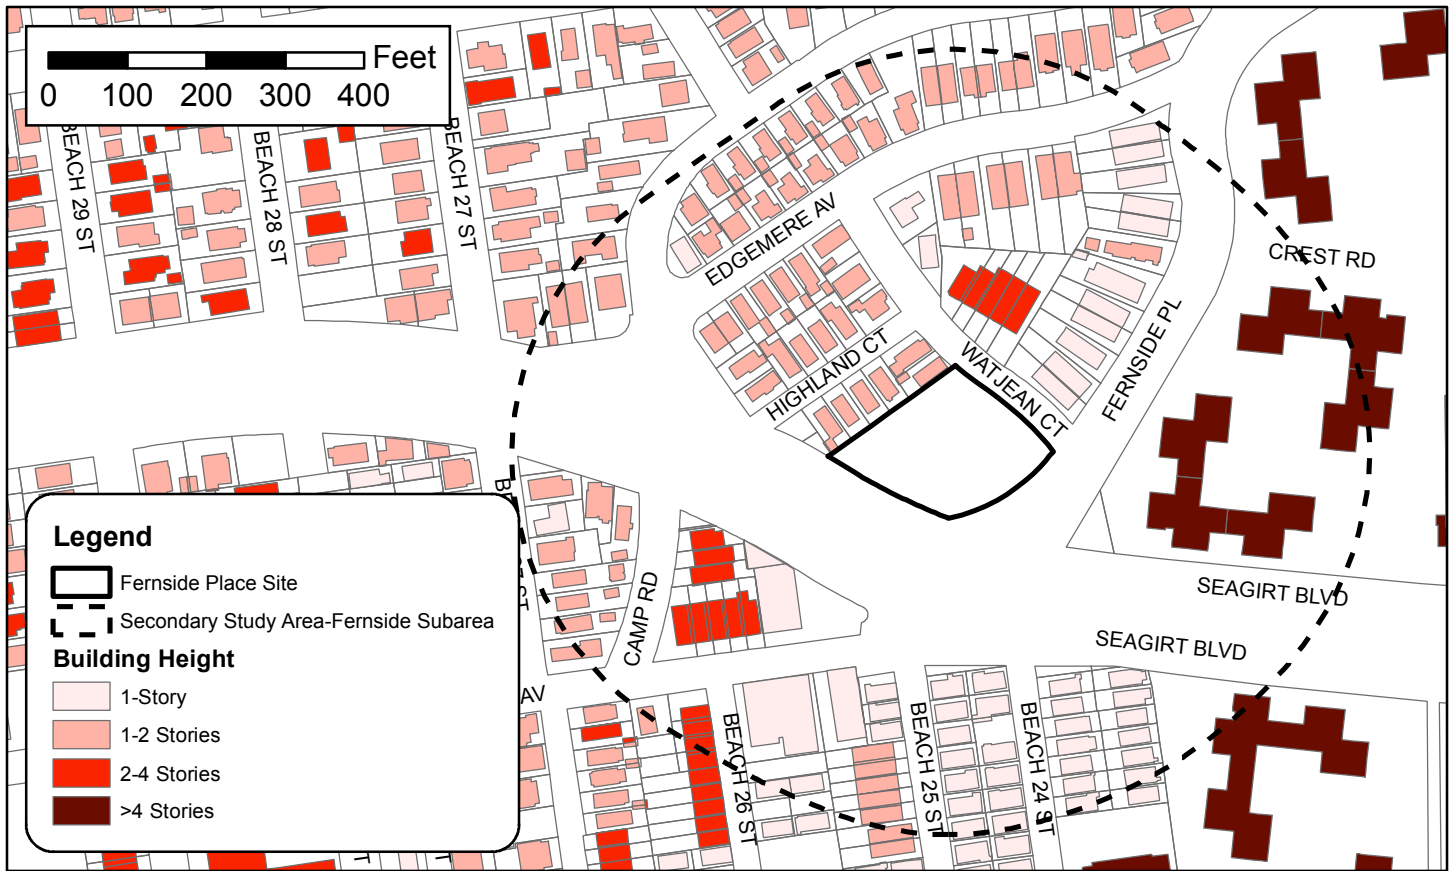 Feet
0 100 200 300 400
BEACH 29 ST
BEACH 28 ST
BEACH 27 ST
EDGEMERE AV
HIGHLAND CT
WATJEAN CT
FERNSIDE PL
CREST RD
SEAGIRT BLVD
SEAGIRT BLVD
CAMP RD
ST
AV
BEACH 26 ST
BEACH 25 ST
BEACH 24 ST
Legend
Fernside Place Site
Secondary Study Area-Fernside Subarea
Building Height
1-Story
1-2 Stories
2-4 Stories
>4 Stories